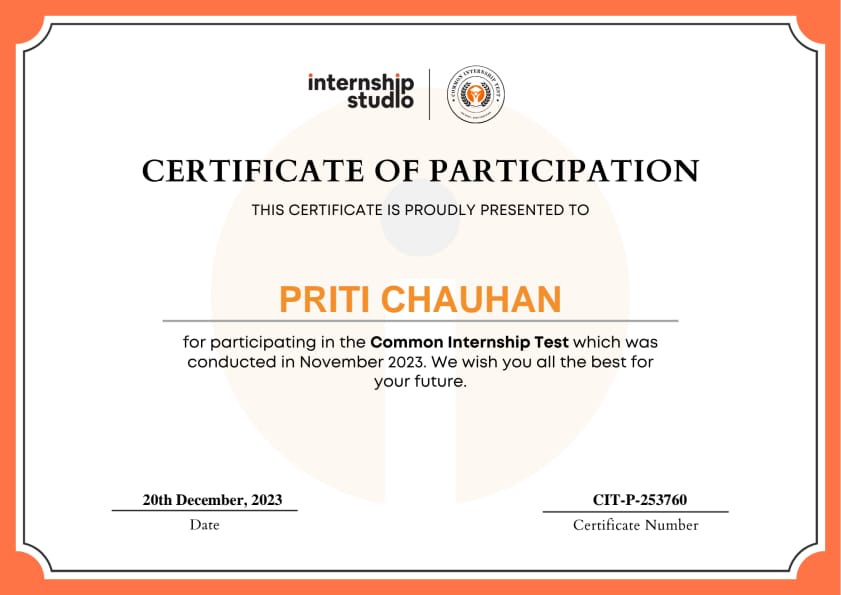 internship
studio
COMMON INTERNSHIP TEST
CERTIFICATE OF PARTICIPATION
THIS CERTIFICATE IS PROUDLY PRESENTED TO
PRITI CHAUHAN
for participating in the Common Internship Test which was
conducted in November 2023. We wish you all the best for
your future.
20th December, 2023
Date
CIT-P-253760
Certificate Number